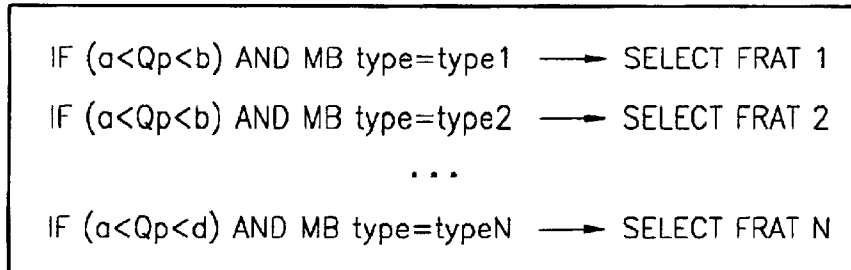 IF (a<Qp<b) AND MB type=type1 ⟶ SELECT FRAT 1
IF (a<Qp<b) AND MB type=type2 ⟶ SELECT FRAT 2
...
IF (a<Qp<d) AND MB type=typeN ⟶ SELECT FRAT N